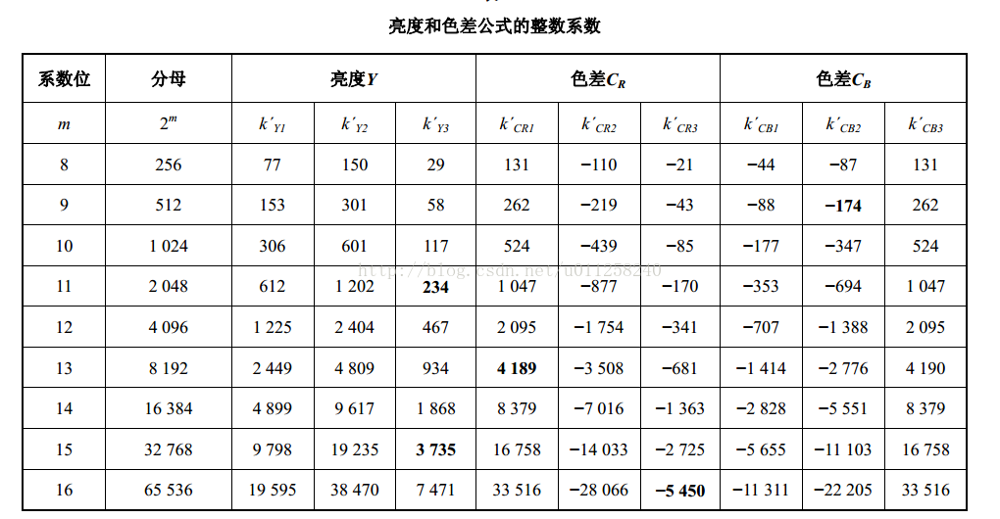 亮度和色差公式的整数系数
系数位 分母 亮度Y 色差CR 色差CB
m 2m k′Y1 k′Y2 k′Y3 k′CR1 k′CR2 k′CR3 k′CB1 k′CB2 k′CB3
8 256 77 150 29 131 −110 −21 −44 −87 131
9 512 153 301 58 262 −219 −43 −88 −174 262
10 1 024 306 601 117 524 −439 −85 −177 −347 524
http://blog.csdn.net/u011258240
11 2 048 612 1 202 234 1 047 −877 −170 −353 −694 1 047
12 4 096 1 225 2 404 467 2 095 −1 754 −341 −707 −1 388 2 095
13 8 192 2 449 4 809 934 4 189 −3 508 −681 −1 414 −2 776 4 190
14 16 384 4 899 9 617 1 868 8 379 −7 016 −1 363 −2 828 −5 551 8 379
15 32 768 9 798 19 235 3 735 16 758 −14 033 −2 725 −5 655 −11 103 16 758
16 65 536 19 595 38 470 7 471 33 516 −28 066 −5 450 −11 311 −22 205 33 516